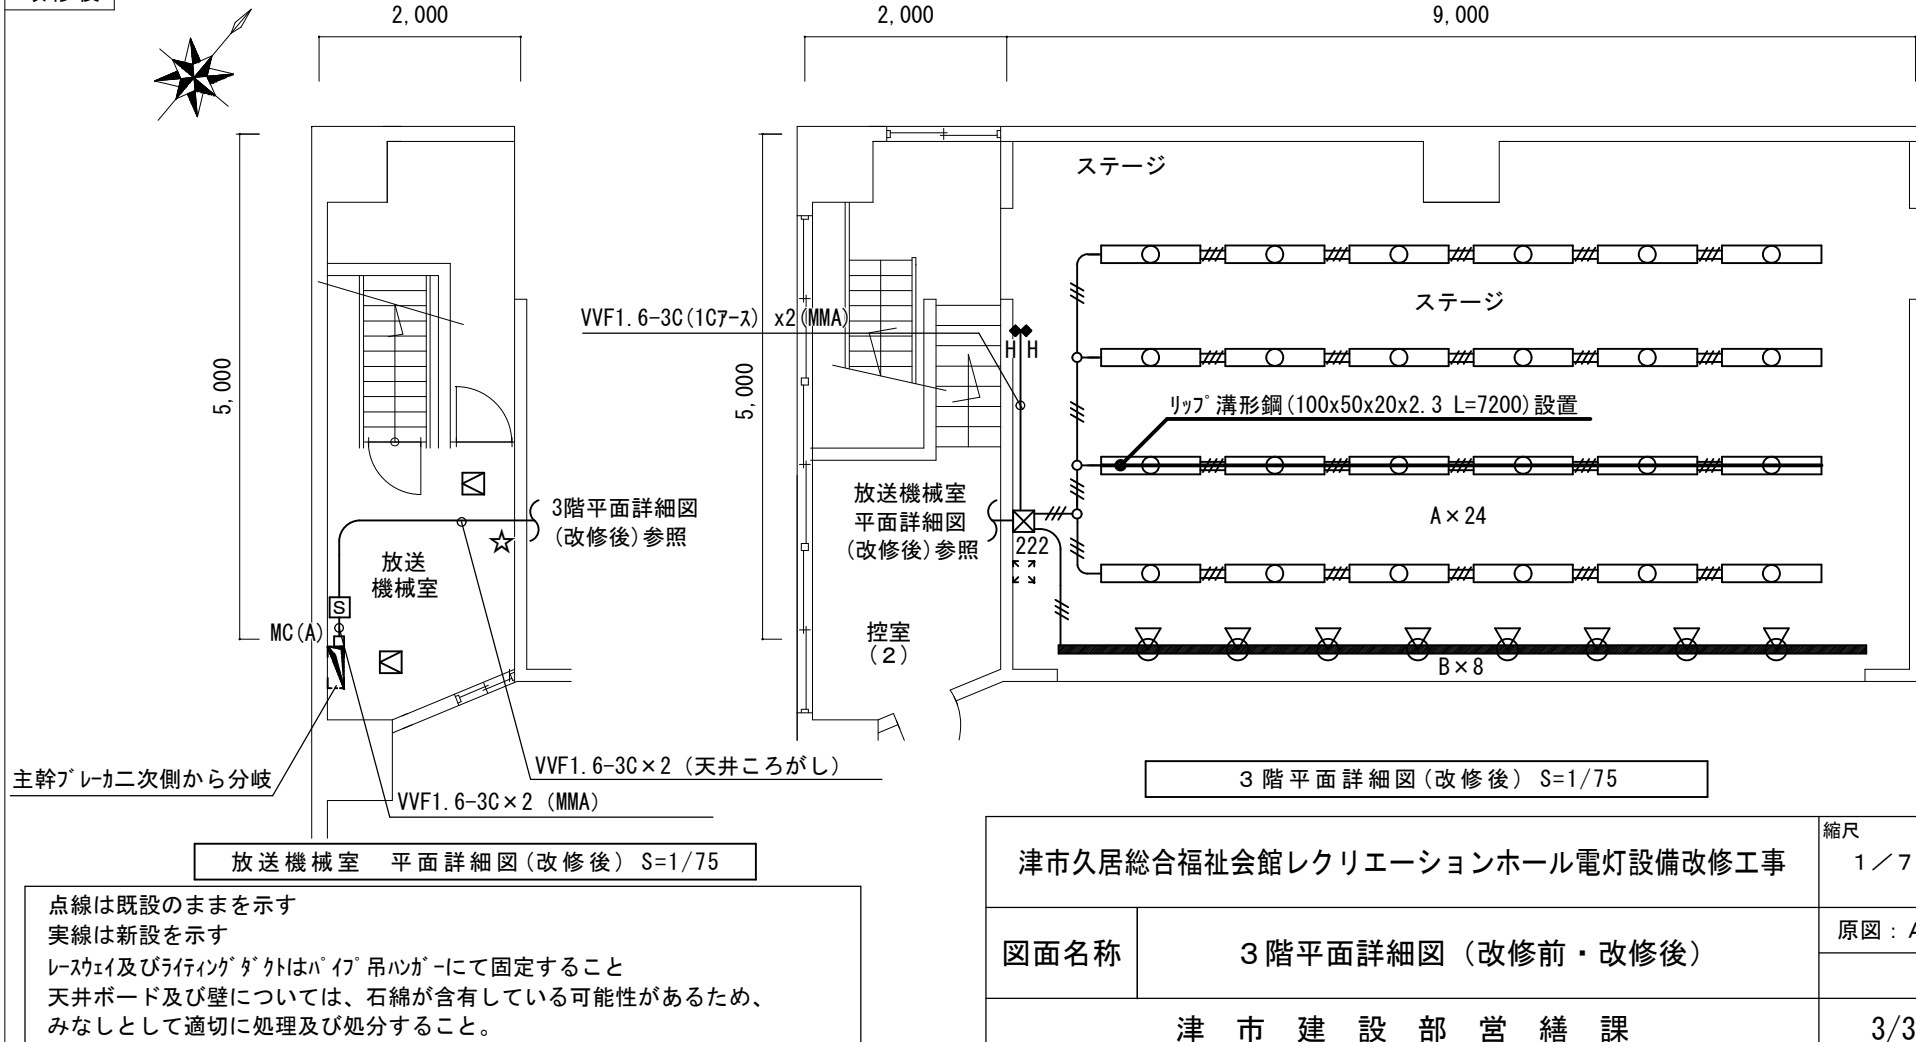 2,000
2,000
9,000
ステージ
ステージ
VVF1.6-3C(1Cアース) x2(MMA)
H H
5,000
5,000
リップ溝形鋼(100x50x20x2.3 L=7200)設置
3階平面詳細図
(改修後)参照
放送機械室
平面詳細図
(改修後)参照
A×24
222
放送
機械室
S
MC(A)
控室
(2)
B×8
主幹ブレーカ二次側から分岐
VVF1.6-3C×2 (天井ころがし)
VVF1.6-3C×2 (MMA)
3階平面詳細図(改修後) S=1/75
放送機械室 平面詳細図(改修後) S=1/75
点線は既設のままを示す
実線は新設を示す
レースウェイ及びライティングダクトはパイプ吊ハンガーにて固定すること
天井ボード及び壁については、石綿が含有している可能性があるため、
みなしとして適切に処理及び処分すること。
津市久居総合福祉会館レクリエーションホール電灯設備改修工事
縮尺
1/7
図面名称
3階平面詳細図(改修前・改修後)
原図:A
津市建設部営繕課
3/3